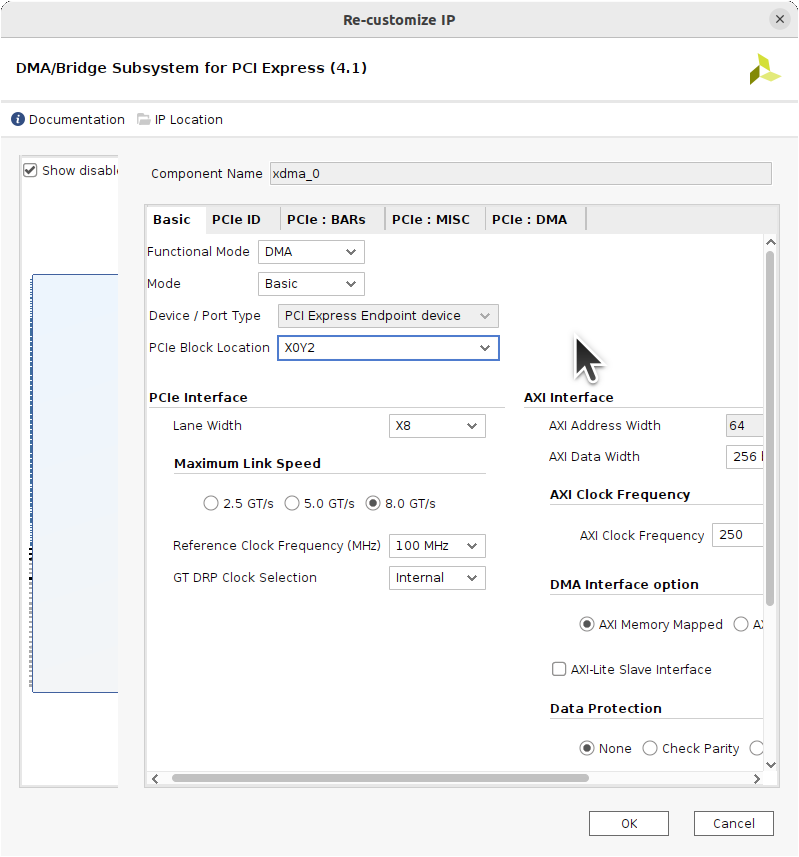 Re-customize IP
DMA/Bridge Subsystem for PCI Express (4.1)
Documentation IP Location
Show disable
Component Name xdma_0
Basic PCIe ID PCIe : BARs PCIe : MISC PCIe : DMA
Functional Mode DMA
Mode Basic
Device / Port Type PCI Express Endpoint device
PCIe Block Location X0Y2
PCIe Interface
Lane Width X8
Maximum Link Speed
2.5 GT/s 5.0 GT/s 8.0 GT/s
Reference Clock Frequency (MHz) 100 MHz
GT DRP Clock Selection Internal
AXI Interface
AXI Address Width 64
AXI Data Width 256
AXI Clock Frequency
AXI Clock Frequency 250
DMA Interface option
AXI Memory Mapped
AXI-Lite Slave Interface
Data Protection
None Check Parity
OK Cancel